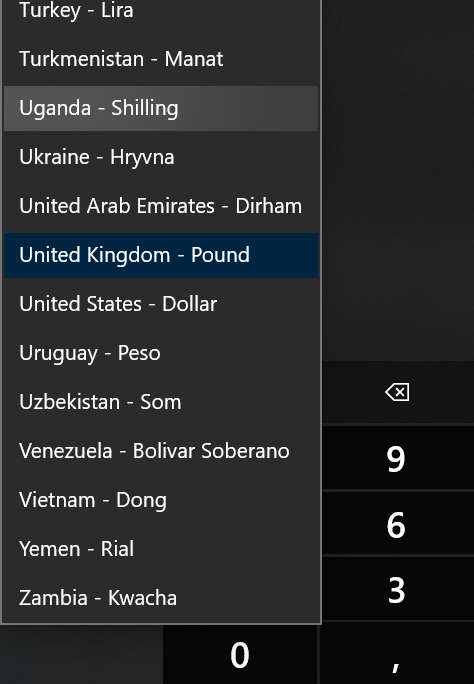 Turkey - Lira
Turkmenistan - Manat
Uganda - Shilling
Ukraine - Hryvna
United Arab Emirates - Dirham
United Kingdom - Pound
United States - Dollar
Uruguay - Peso
Uzbekistan - Som
Venezuela - Bolivar Soberano
Vietnam - Dong
Yemen - Rial
Zambia - Kwacha
9
6
3
0 ,